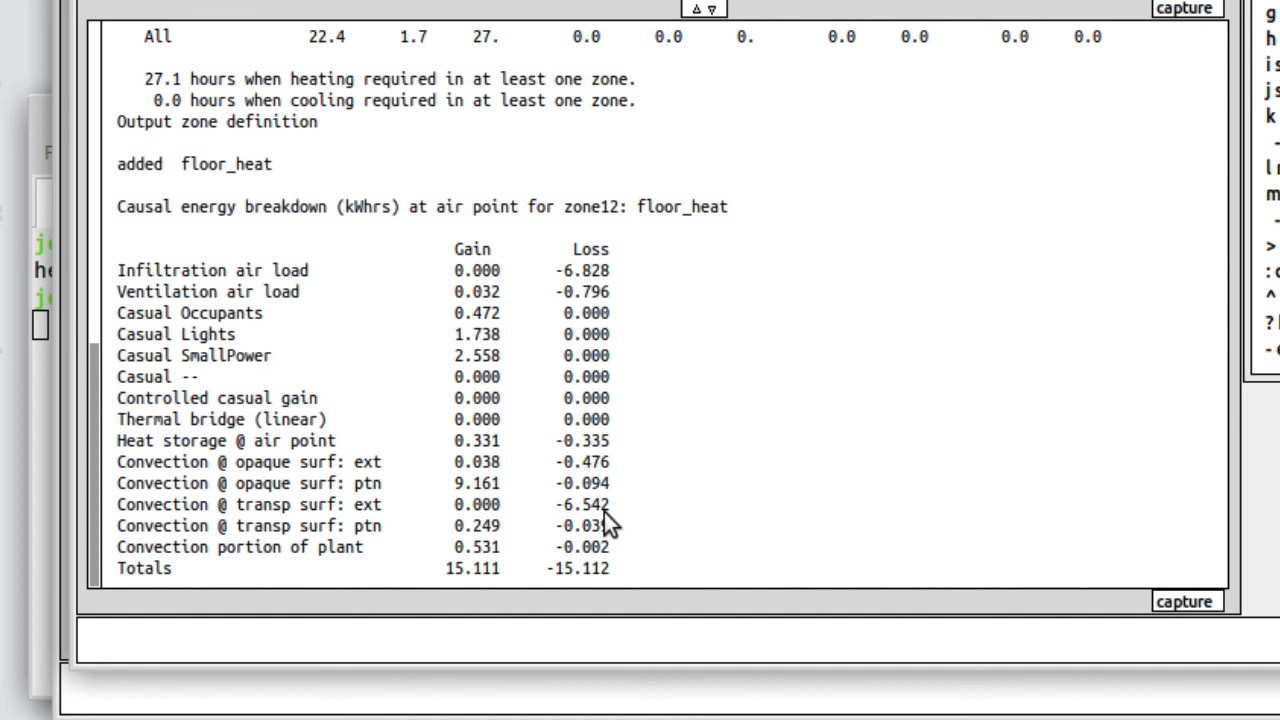 capture
All 22.4 1.7 27. 0.0 0.0 0. 0.0 0.0 0.0 0.0
27.1 hours when heating required in at least one zone.
0.0 hours when cooling required in at least one zone.
Output zone definition
added floor_heat
Causal energy breakdown (kWhrs) at air point for zone12: floor_heat
Gain Loss
Infiltration air load 0.000 -6.828
Ventilation air load 0.032 -0.796
Casual Occupants 0.472 0.000
Casual Lights 1.738 0.000
Casual SmallPower 2.558 0.000
Casual -- 0.000 0.000
Controlled casual gain 0.000 0.000
Thermal bridge (linear) 0.000 0.000
Heat storage @ air point 0.331 -0.335
Convection @ opaque surf: ext 0.038 -0.476
Convection @ opaque surf: ptn 9.161 -0.094
Convection @ transp surf: ext 0.000 -6.542
Convection @ transp surf: ptn 0.249
Convection portion of plant 0.531 -0.002
Totals 15.111 -15.112
capture
g
h
is
js
k
-
m
-
>
^